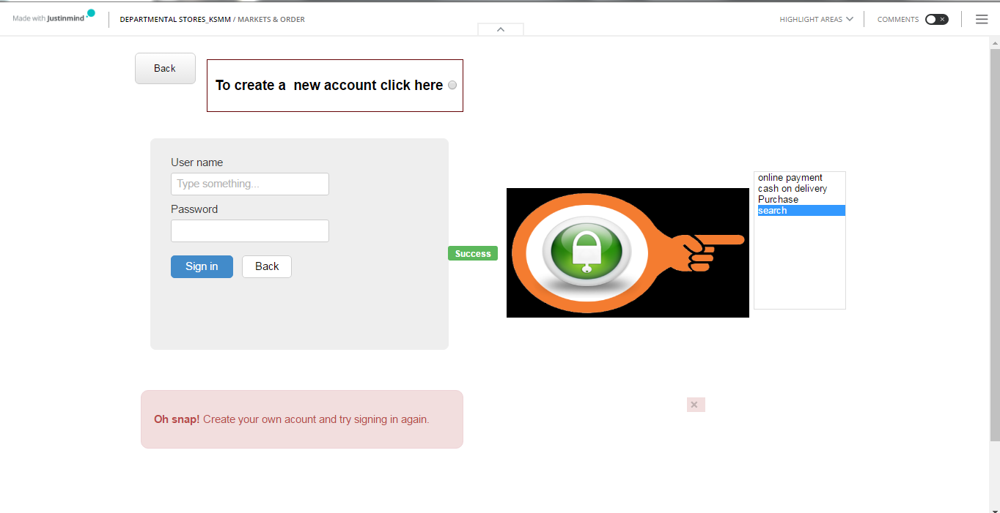 Made with Justinmind
DEPARTMENTAL STORES_KSMM / MARKETS & ORDER
HIGHLIGHT AREAS
COMMENTS
Back
To create a  new account click here
User name
Type something...
Password
Sign in
Back
Success
online payment
cash on delivery
Purchase
search
Oh snap! Create your own acount and try signing in again.